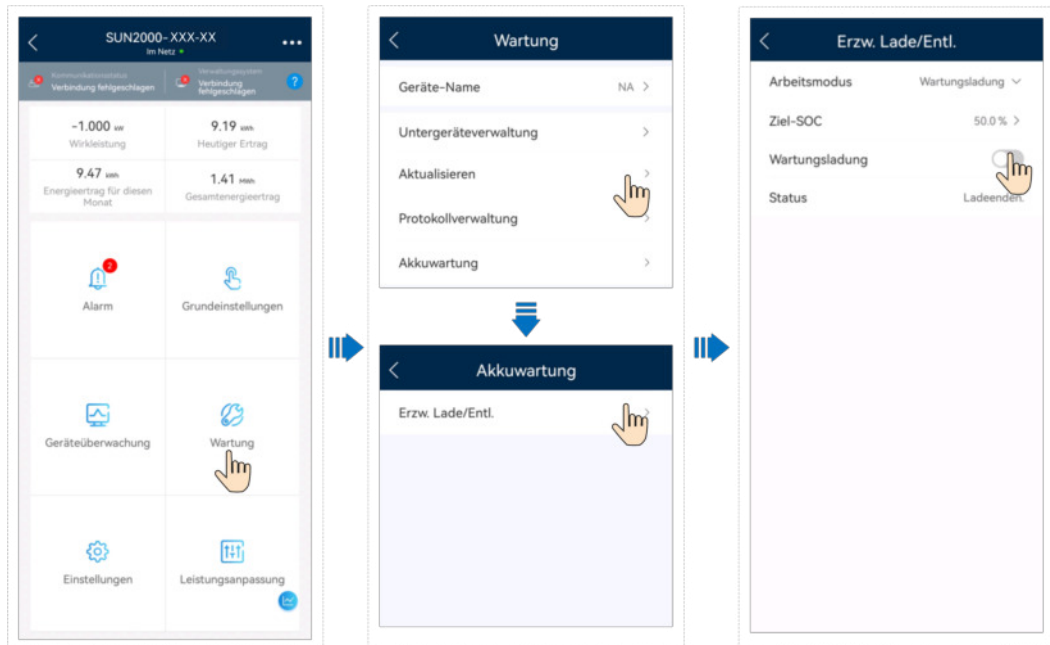 SUN2000-XXX-XX
Im Netz
Kommunikationsstatus
Verbindung fehlgeschlagen
Verwaltungssystem
Verbindung
fehlgeschlagen
?
-1.000 kW
Wirkleistung
9.19 kWh
Heutiger Ertrag
9.47 kWh
Energieertrag für diesen
Monat
1.41 MWh
Gesamtenergieertrag
2
Alarm
Grundeinstellungen
Geräteüberwachung
Wartung
Einstellungen
Leistungsanpassung
Wartung
Geräte-Name NA
Untergeräteverwaltung
Aktualisieren
Protokollverwaltung
Akkuwartung
Akkuwartung
Erzw. Lade/Entl.
Erzw. Lade/Entl.
Arbeitsmodus Wartungsladung
Ziel-SOC 50.0 %
Wartungsladung
Status Ladeenden.